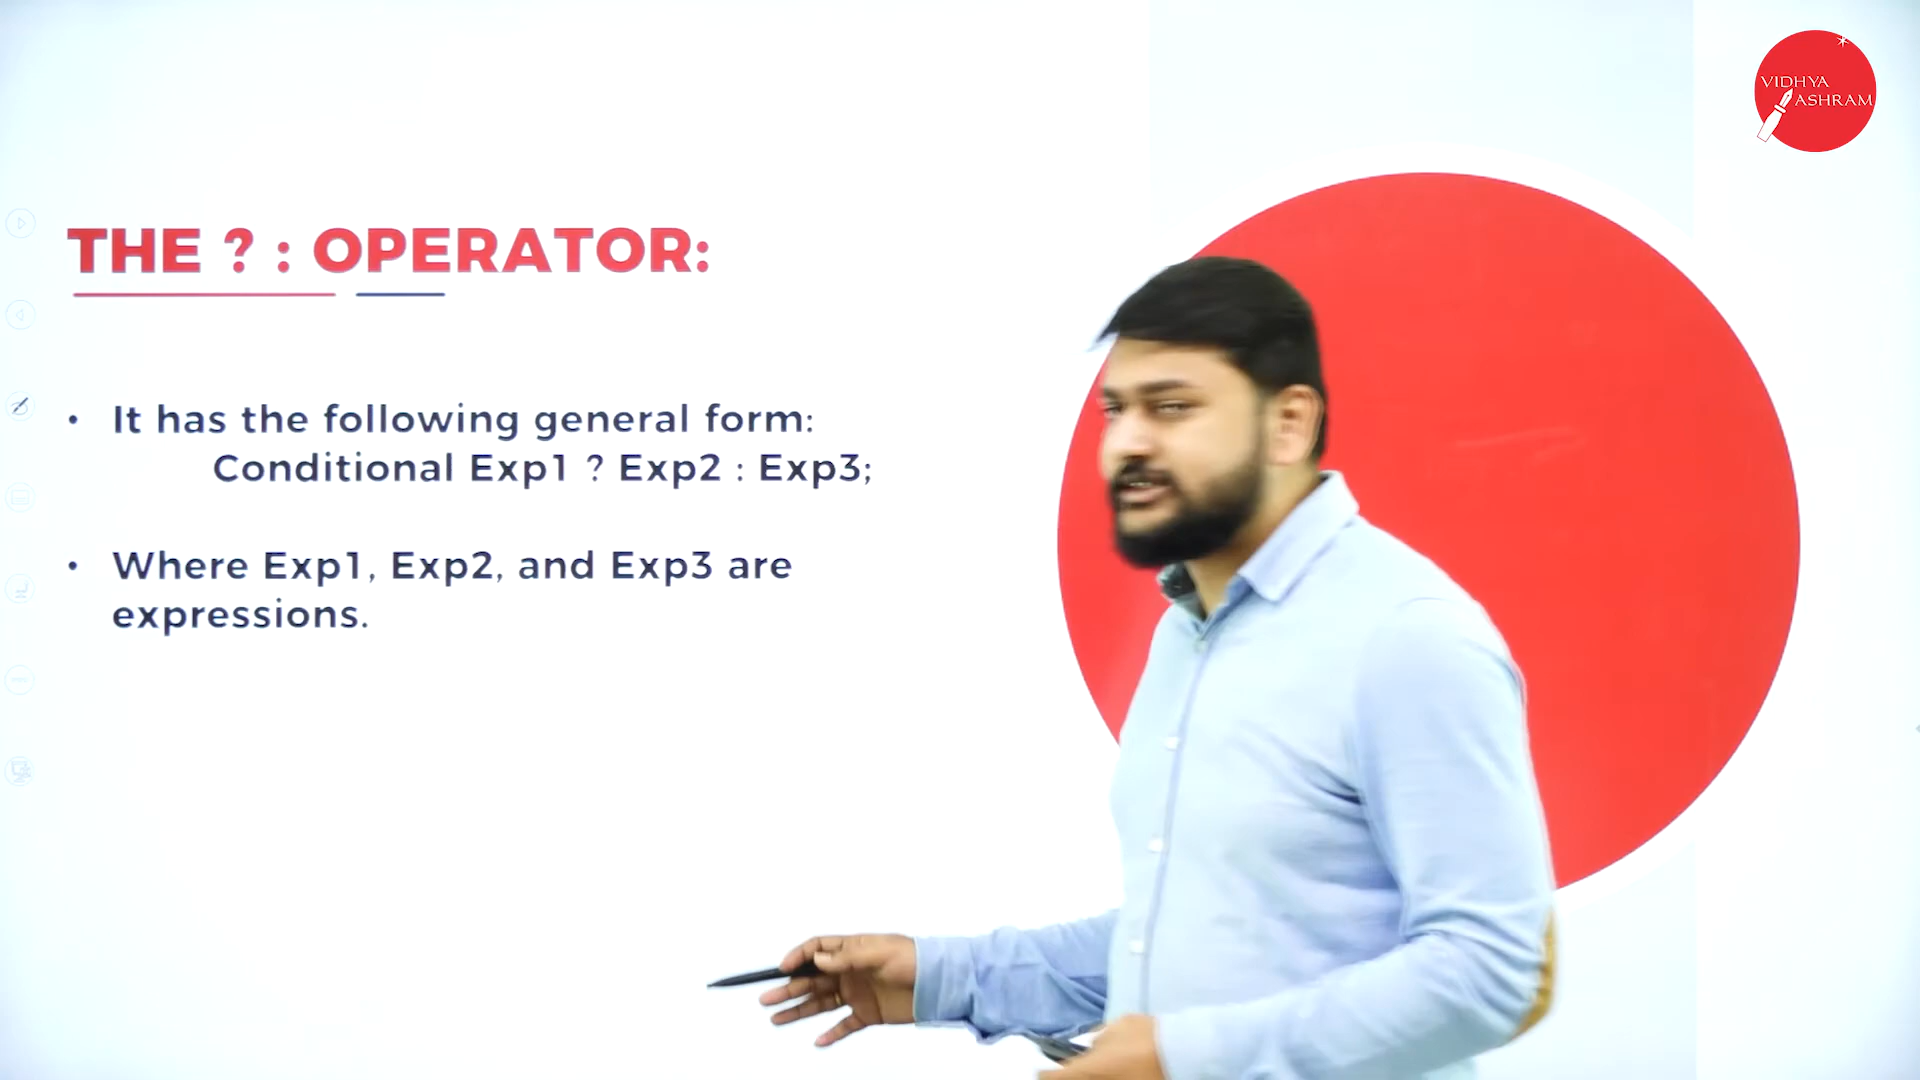 VIDHYA
ASHRAM
THE ? : OPERATOR:
• It has the following general form:
Conditional Exp1 ? Exp2 : Exp3;
• Where Exp1, Exp2, and Exp3 are
expressions.